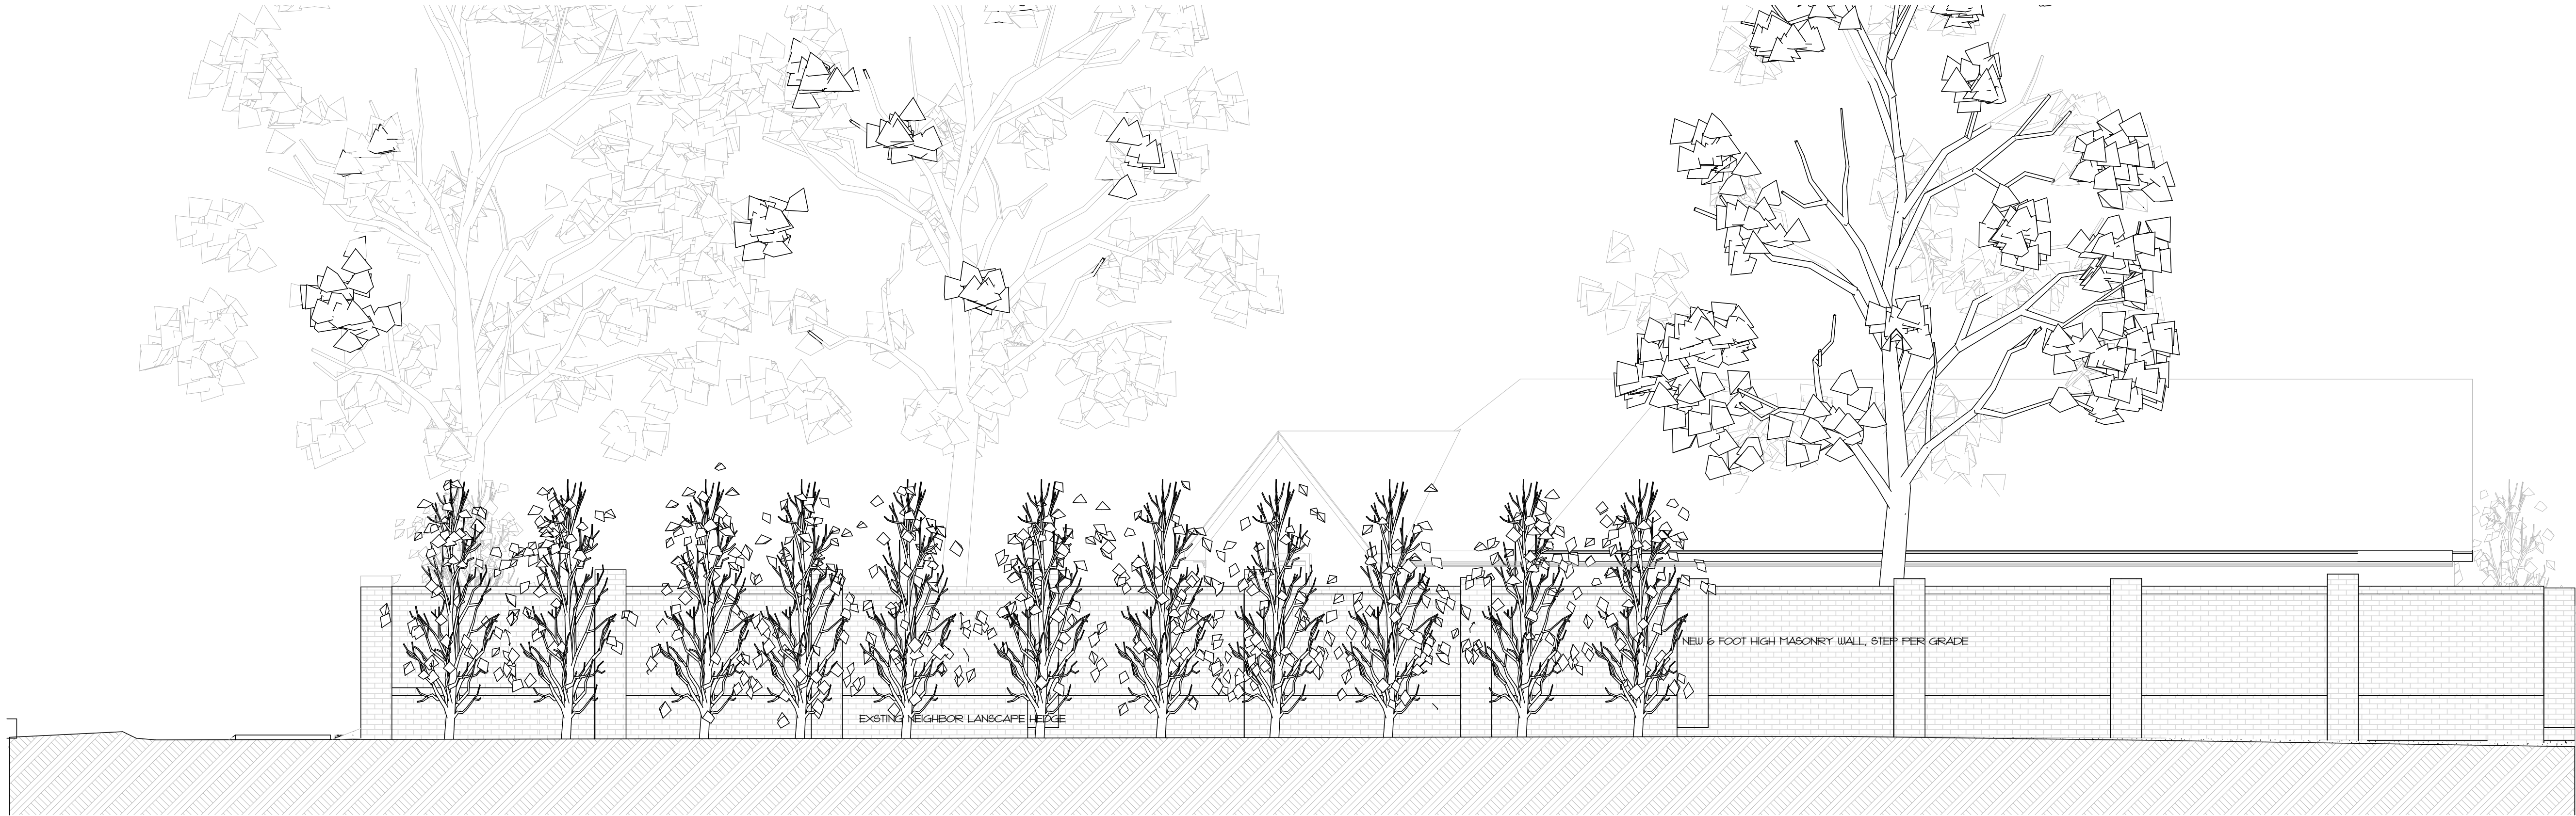 NEW 6 FOOT HIGH MASONRY WALL, STEP PER GRADE
EXSTING NEIGHBOR LANSCAPE HEDGE